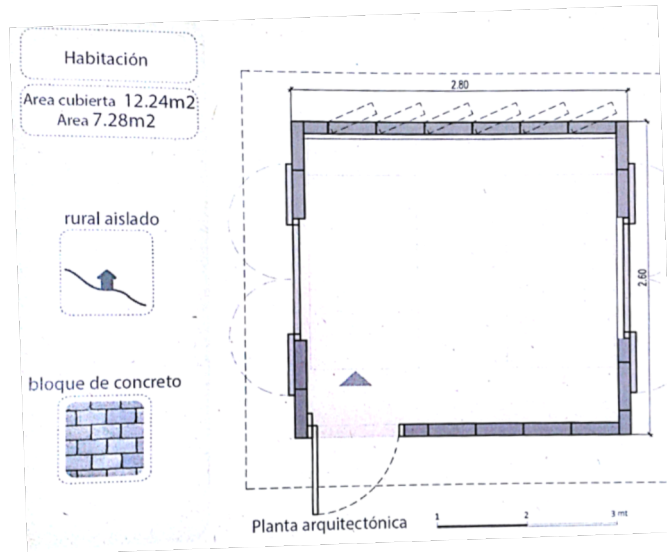 Habitación
Area cubierta 12.24m2
Area 7.28m2
rural aislado
bloque de concreto
2.80
2.60
Planta arquitectónica
1 2 3 mt